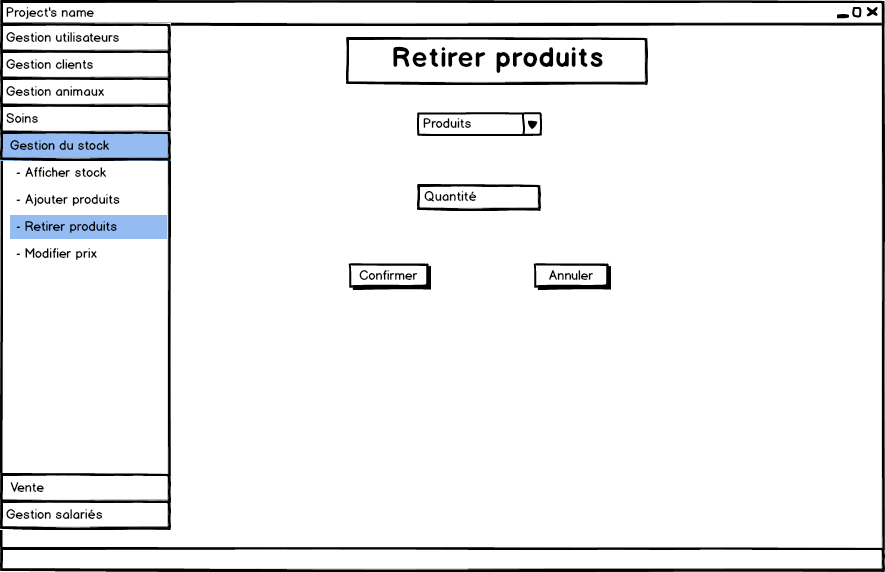 Project's name
Gestion utilisateurs
Gestion clients
Gestion animaux
Soins
Gestion du stock
- Afficher stock
- Ajouter produits
- Retirer produits
- Modifier prix
Vente
Gestion salariés
Retirer produits
Produits
Quantité
Confirmer
Annuler